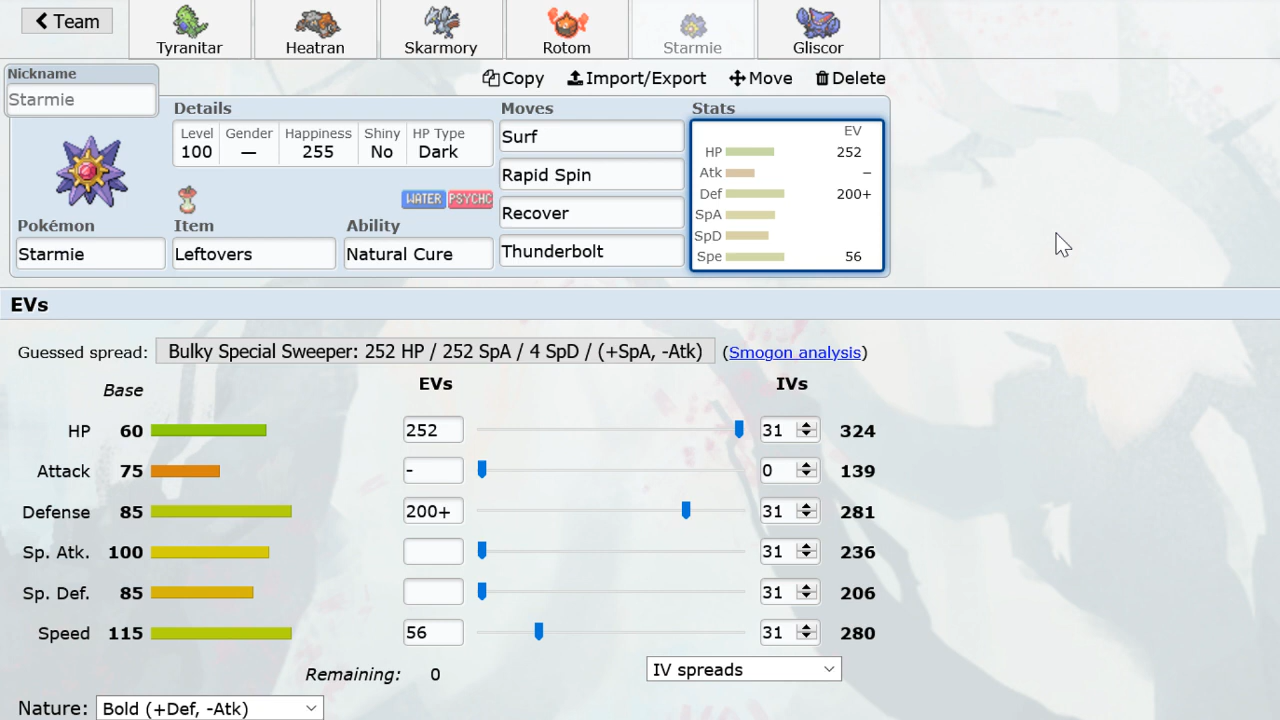 Team
Tyranitar
Heatran
Skarmory
Rotom
Starmie
Gliscor
Copy
Import/Export
Move
Delete
Nickname
Starmie
Details
Moves
Stats
Level
Gender
Happiness
Shiny
HP Type
100
—
255
No
Dark
WATER
PSYCHC
Pokémon
Item
Ability
Starmie
Leftovers
Natural Cure
Surf
Rapid Spin
Recover
Thunderbolt
EV
HP 252
Atk –
Def 200+
SpA
SpD
Spe 56
EVs
Guessed spread: Bulky Special Sweeper: 252 HP / 252 SpA / 4 SpD / (+SpA, -Atk) (Smogon analysis)
Base EVs IVs
HP 60 252 31 324
Attack 75 - 0 139
Defense 85 200+ 31 281
Sp. Atk. 100 31 236
Sp. Def. 85 31 206
Speed 115 56 31 280
Remaining: 0
IV spreads
Nature: Bold (+Def, -Atk)